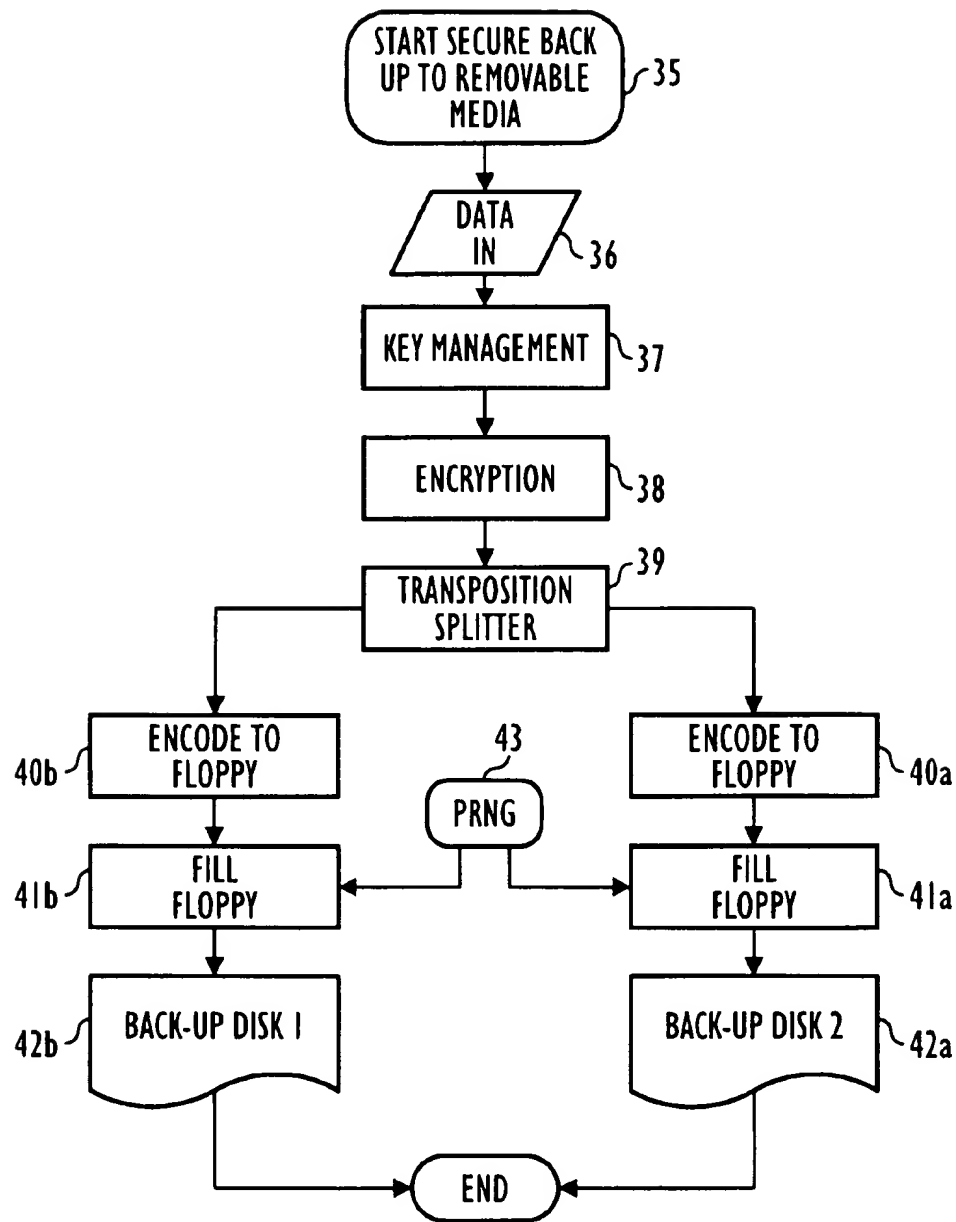 START SECURE BACK
UP TO REMOVABLE
MEDIA
35
DATA
IN
36
KEY MANAGEMENT
37
ENCRYPTION
38
39
TRANSPOSITION
SPLITTER
ENCODE TO
FLOPPY
40b
43
PRNG
ENCODE TO
FLOPPY
40a
FILL
FLOPPY
41b
FILL
FLOPPY
41a
BACK-UP DISK 1
42b
BACK-UP DISK 2
42a
END